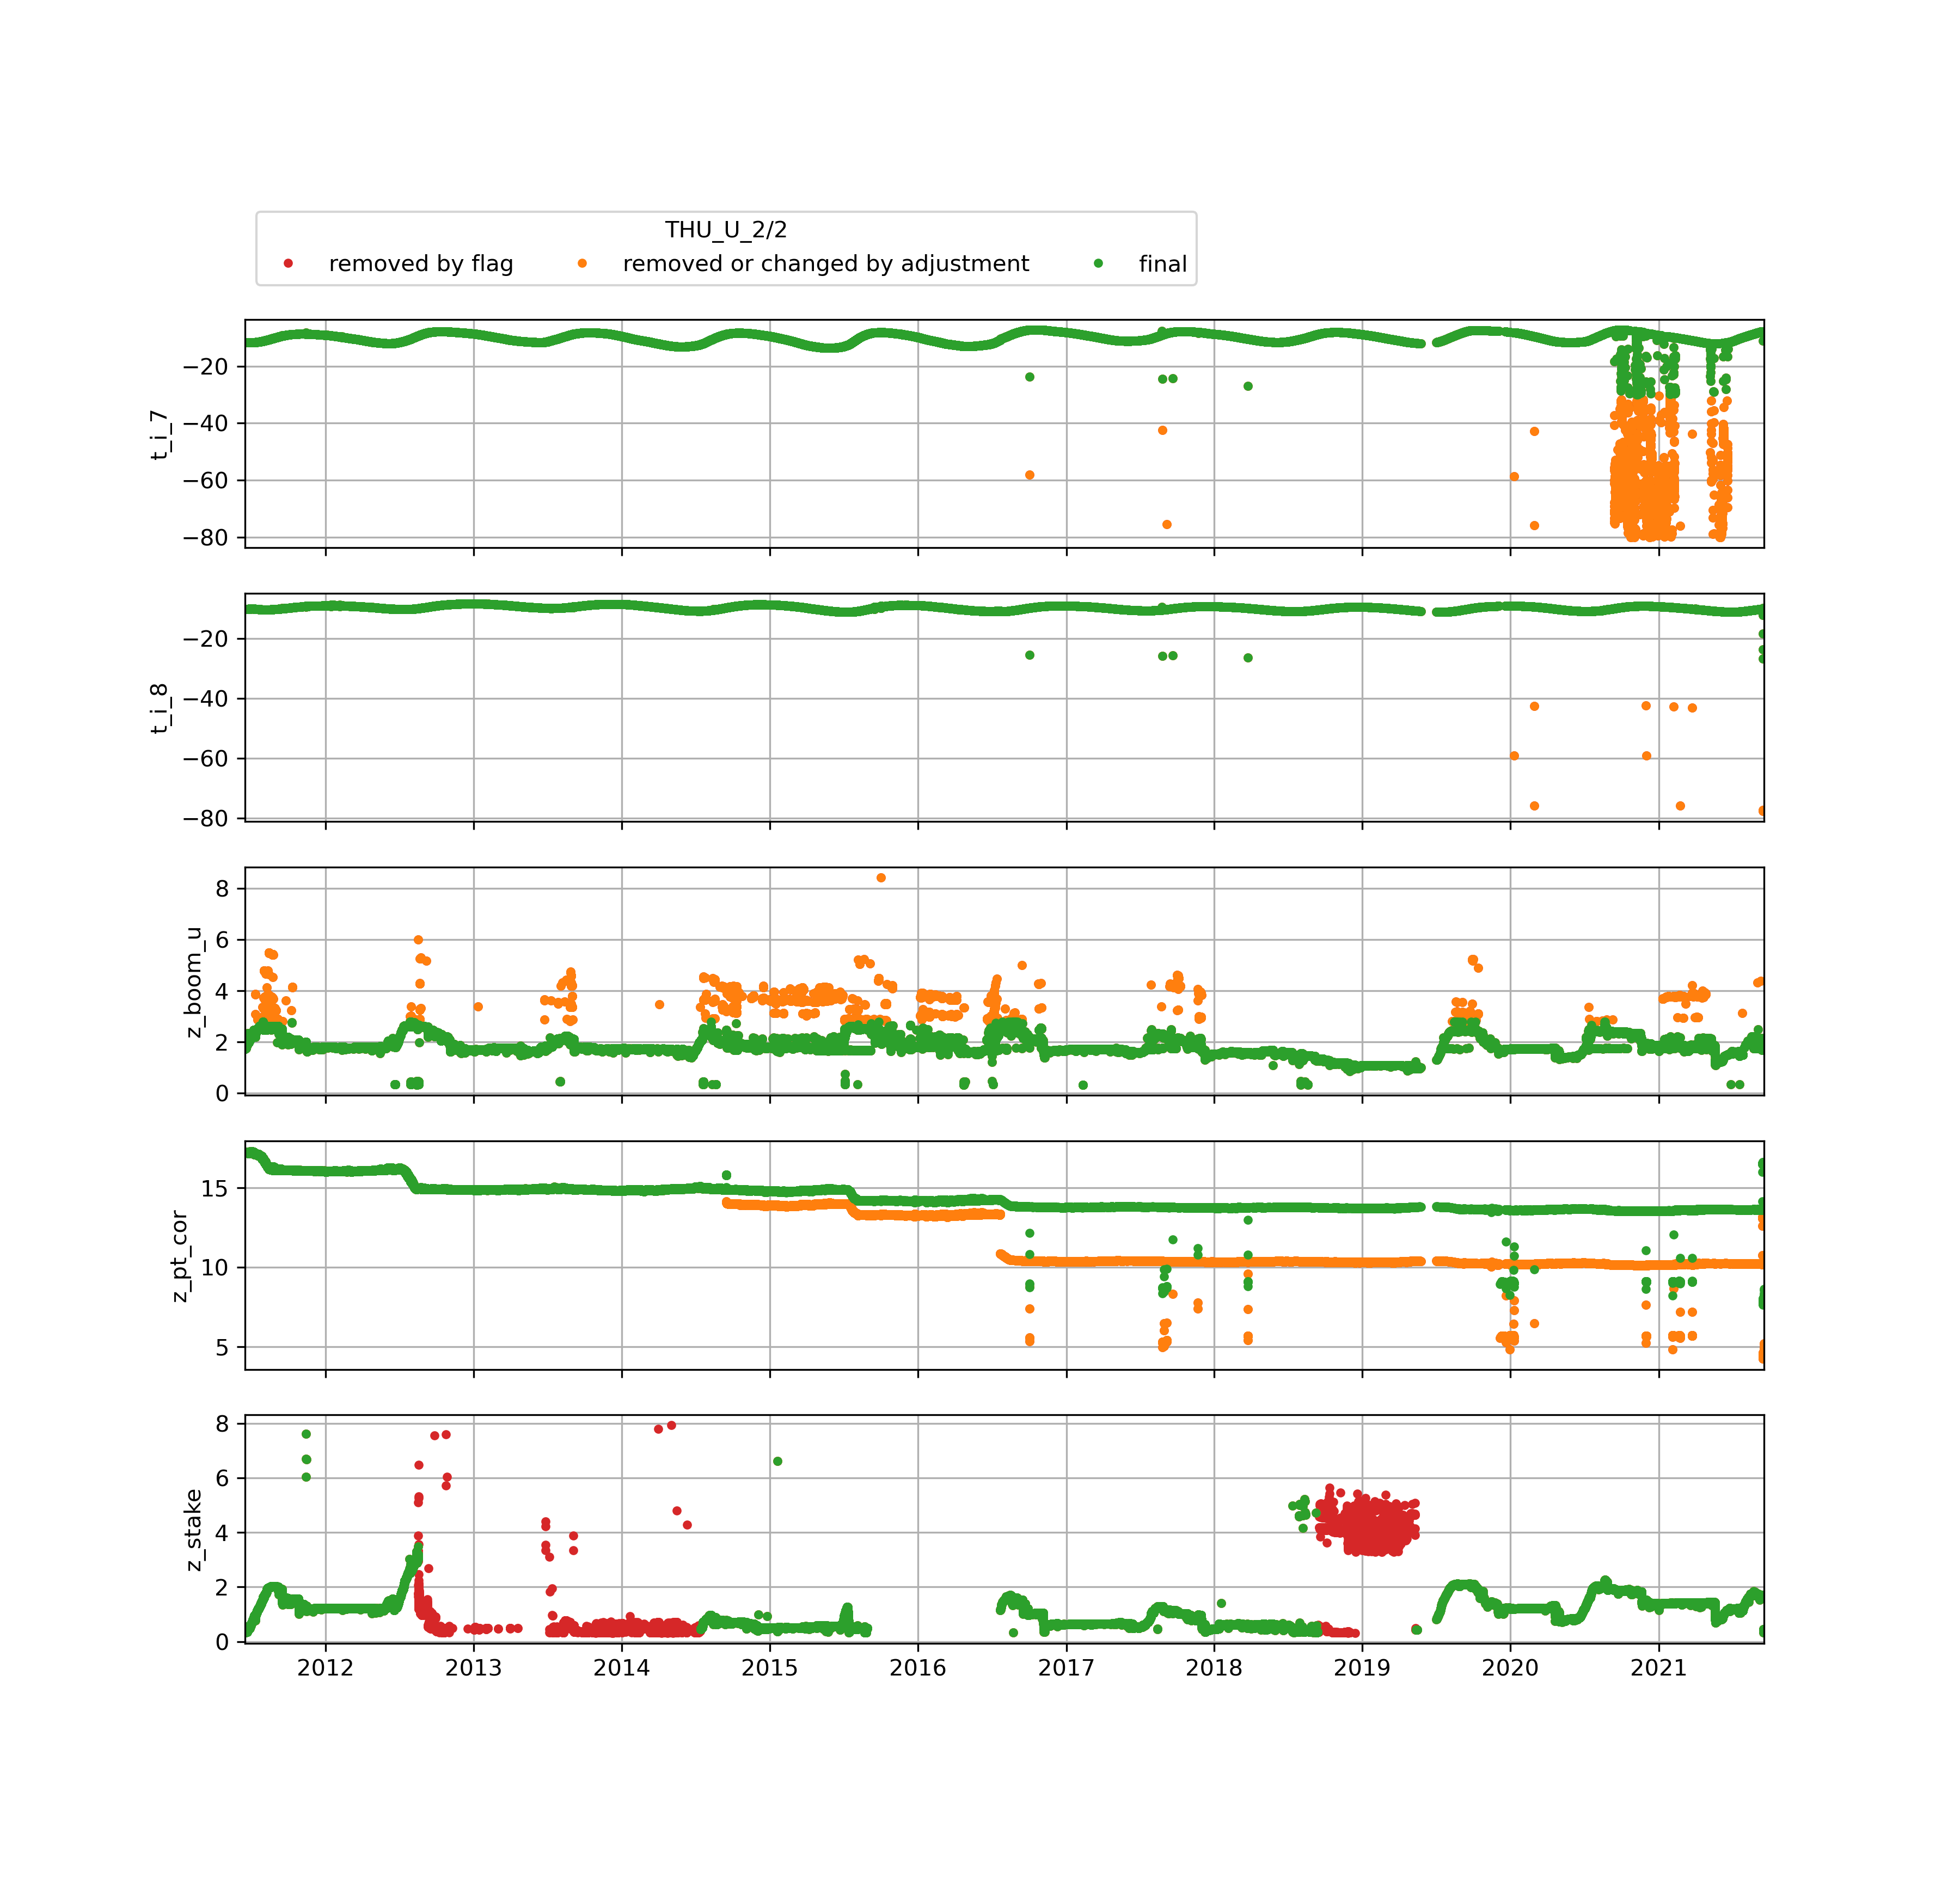 THU_U_2/2
removed by flag removed or changed by adjustment final
t_i_7
−20
−40
−60
−80
t_i_8
−20
−40
−60
−80
z_boom_u
8
6
4
2
0
z_pt_cor
15
10
5
z_stake
8
6
4
2
0
2012 2013 2014 2015 2016 2017 2018 2019 2020 2021